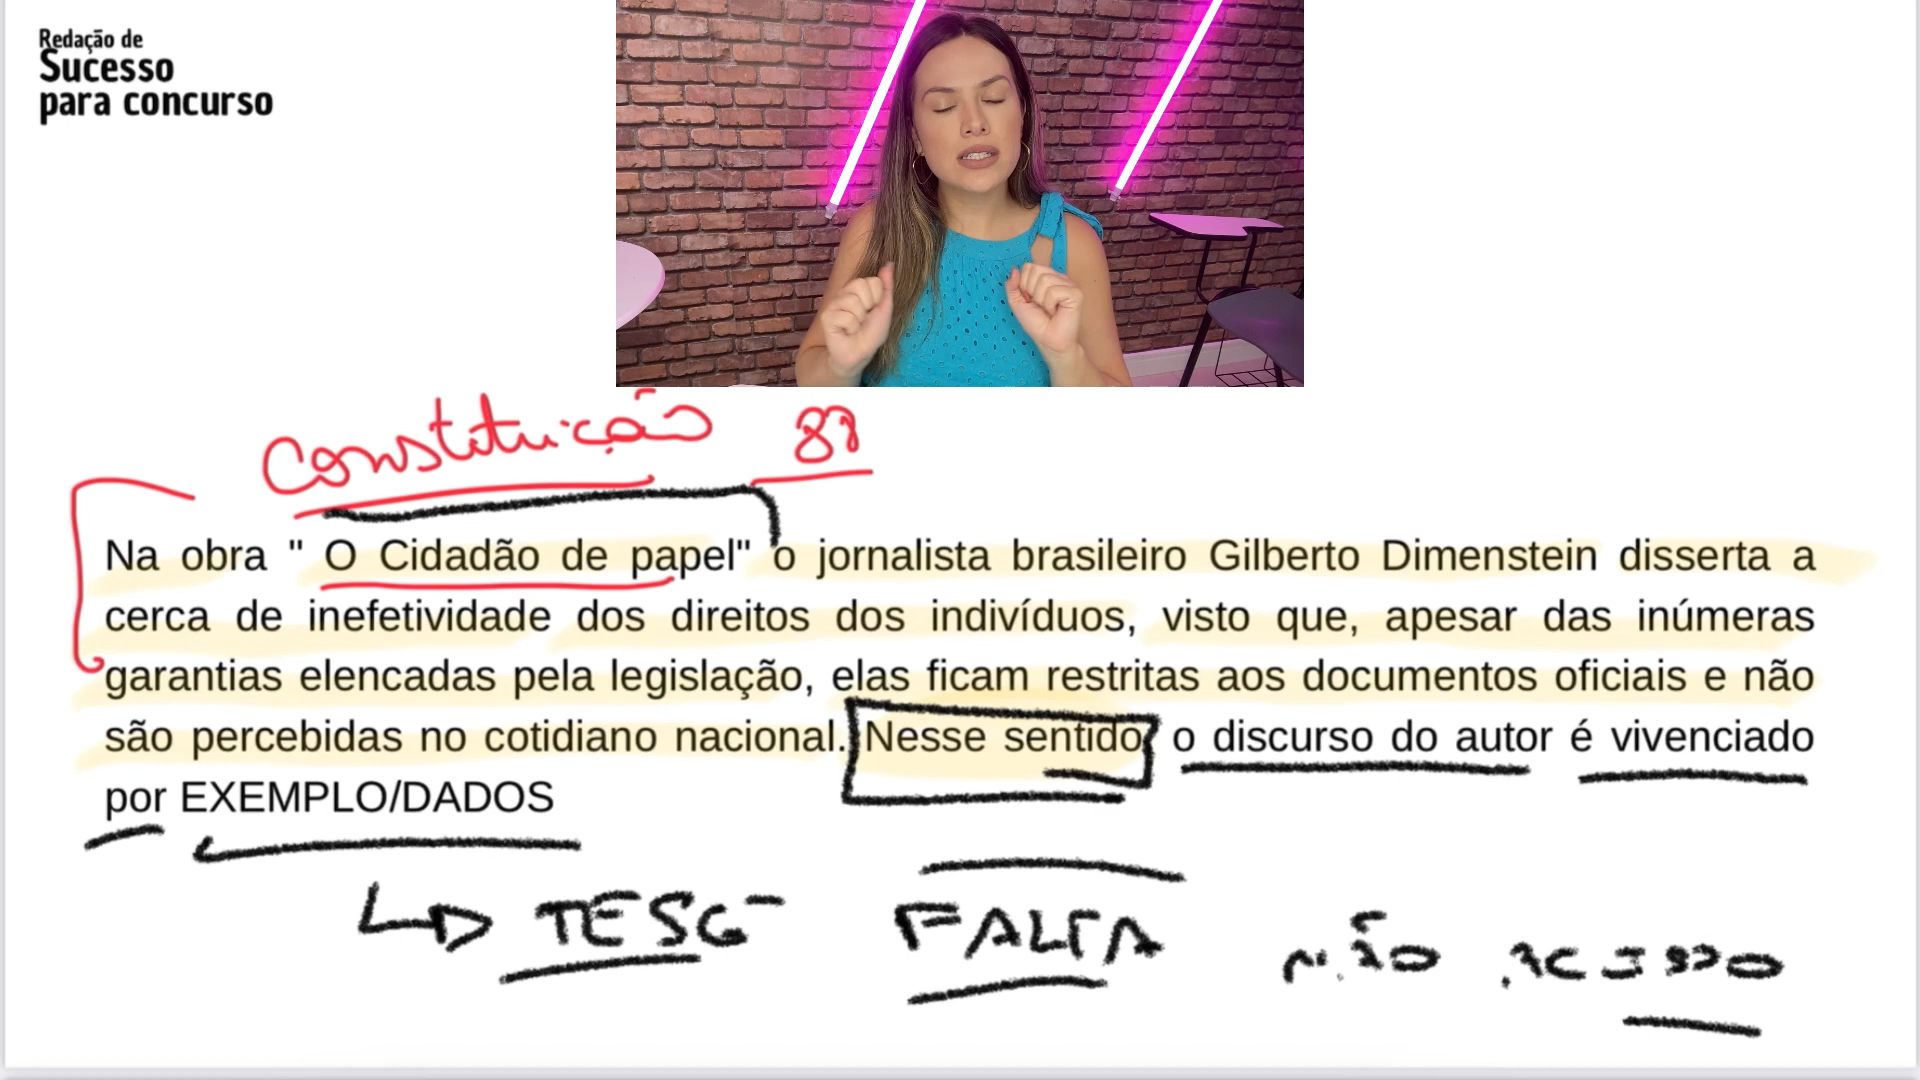 Redação de
Sucesso
para concurso
Constituição 88
Na obra " O Cidadão de papel" o jornalista brasileiro Gilberto Dimenstein disserta a
cerca de inefetividade dos direitos dos indivíduos, visto que, apesar das inúmeras
garantias elencadas pela legislação, elas ficam restritas aos documentos oficiais e não
são percebidas no cotidiano nacional. Nesse sentido, o discurso do autor é vivenciado
por EXEMPLO/DADOS
TESE FALTA NÃO ACESSO